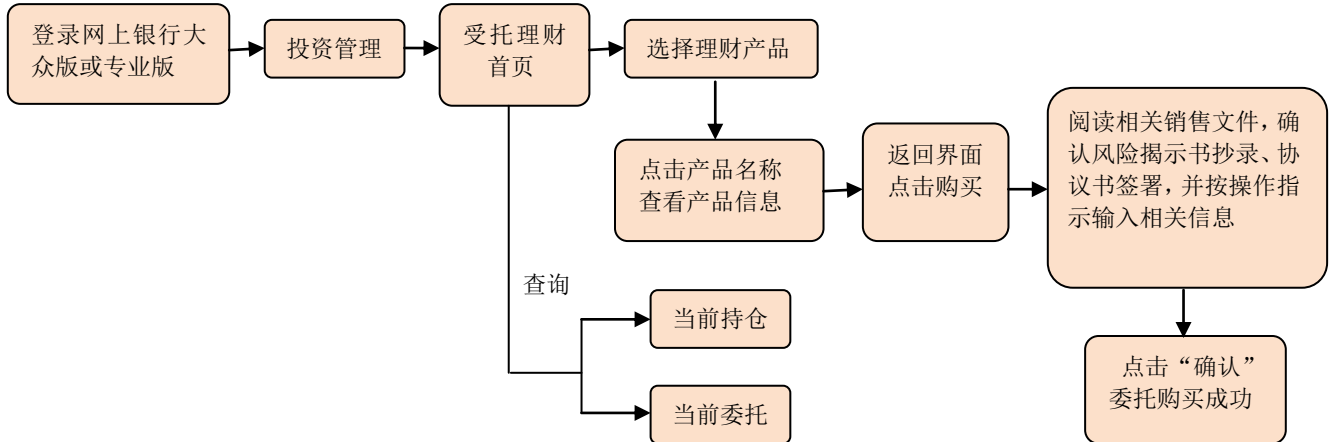 登录网上银行大
众版或专业版
投资管理
受托理财
首页
选择理财产品
点击产品名称
查看产品信息
返回界面
点击购买
阅读相关销售文件，确
认风险揭示书抄录、协
议书签署，并按操作指
示输入相关信息
查询
当前持仓
当前委托
点击“确认”
委托购买成功